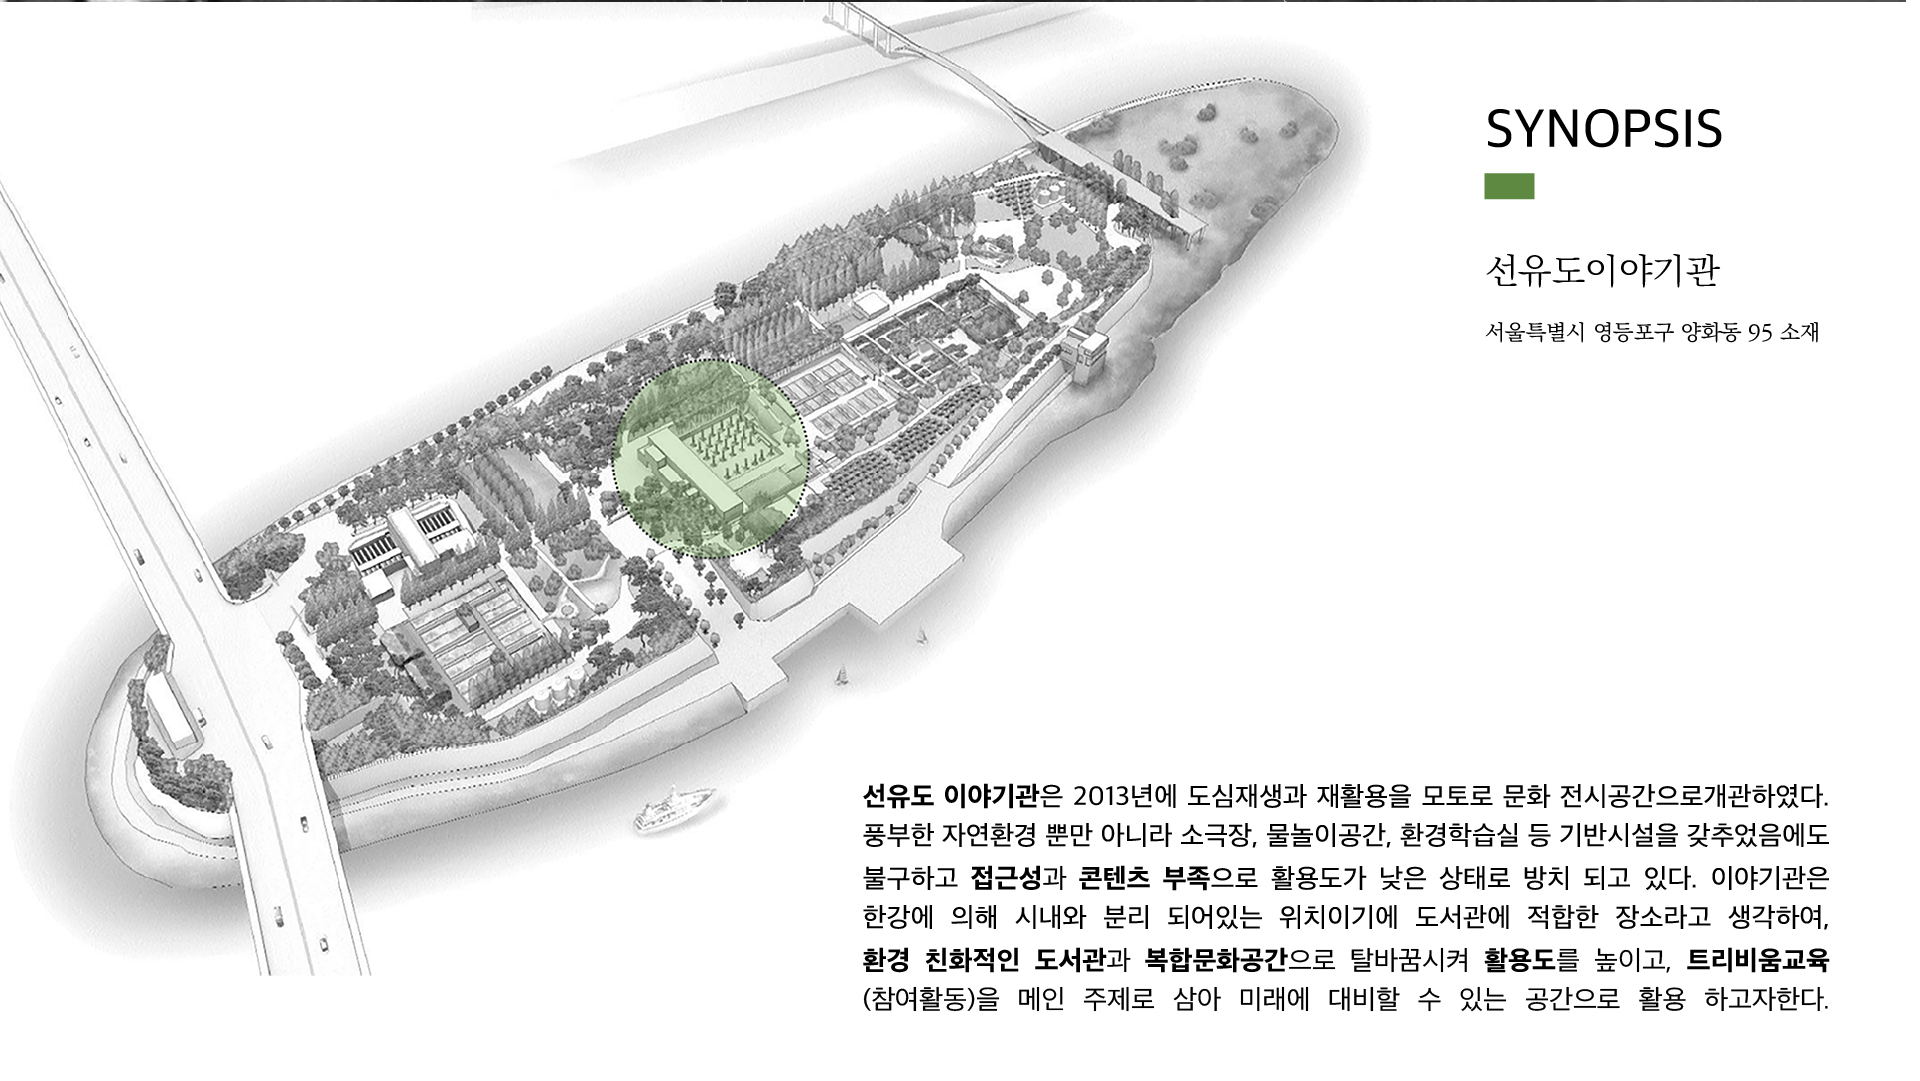 SYNOPSIS
선유도이야기관
서울특별시 영등포구 양화동 95 소재
선유도 이야기관은 2013년에 도심재생과 재활용을 모토로 문화 전시공간으로개관하였다.
풍부한 자연환경 뿐만 아니라 소극장, 물놀이공간, 환경학습실 등 기반시설을 갖추었음에도
불구하고 접근성과 콘텐츠 부족으로 활용도가 낮은 상태로 방치 되고 있다. 이야기관은
한강에 의해 시내와 분리 되어있는 위치이기에 도서관에 적합한 장소라고 생각하여,
환경 친화적인 도서관과 복합문화공간으로 탈바꿈시켜 활용도를 높이고, 트리비움교육
(참여활동)을 메인 주제로 삼아 미래에 대비할 수 있는 공간으로 활용 하고자한다.